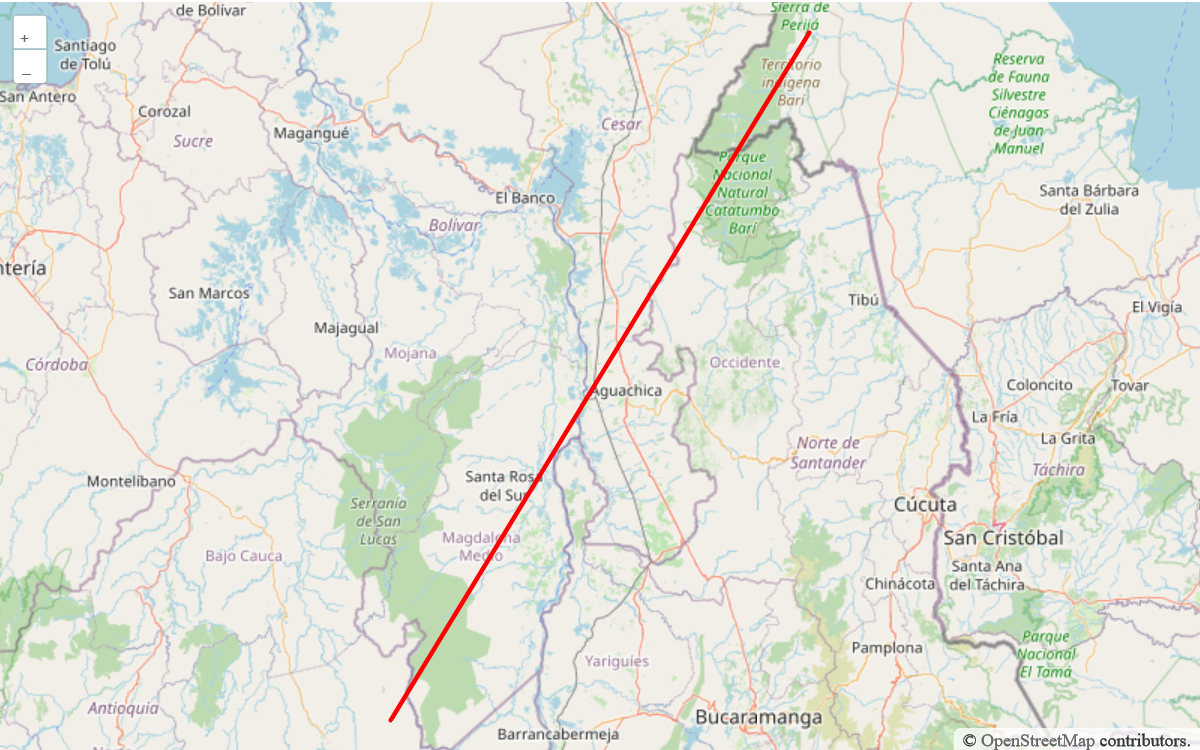 de Bolívar
Sierra de
Perijá
+
−
Santiago
de Tolú
San Antero
Corozal
Sucre
Magangué
Cesar
Territorio
indígena
Barí
Reserva
de Fauna
Silvestre
Ciénagas
de Juan
Manuel
El Banco
Bolívar
Parque
Nacional
Natural
Catatumbo
Barí
Santa Bárbara
del Zulia
ntería
San Marcos
Majagual
Mojana
Córdoba
Tibú
El Vigía
Occidente
Aguachica
Coloncito
Tovar
La Fría
La Grita
Táchira
Norte de
Santander
Montelíbano
Santa Rosa
del Sur
Serranía
de San
Lucas
Magdalena
Medio
Bajo Cauca
Cúcuta
San Cristóbal
Santa Ana
del Táchira
Chinácota
Pamplona
Parque
Nacional
El Tamá
Yariguíes
Antioquia
Bucaramanga
Barrancabermeja
© OpenStreetMap contributors.